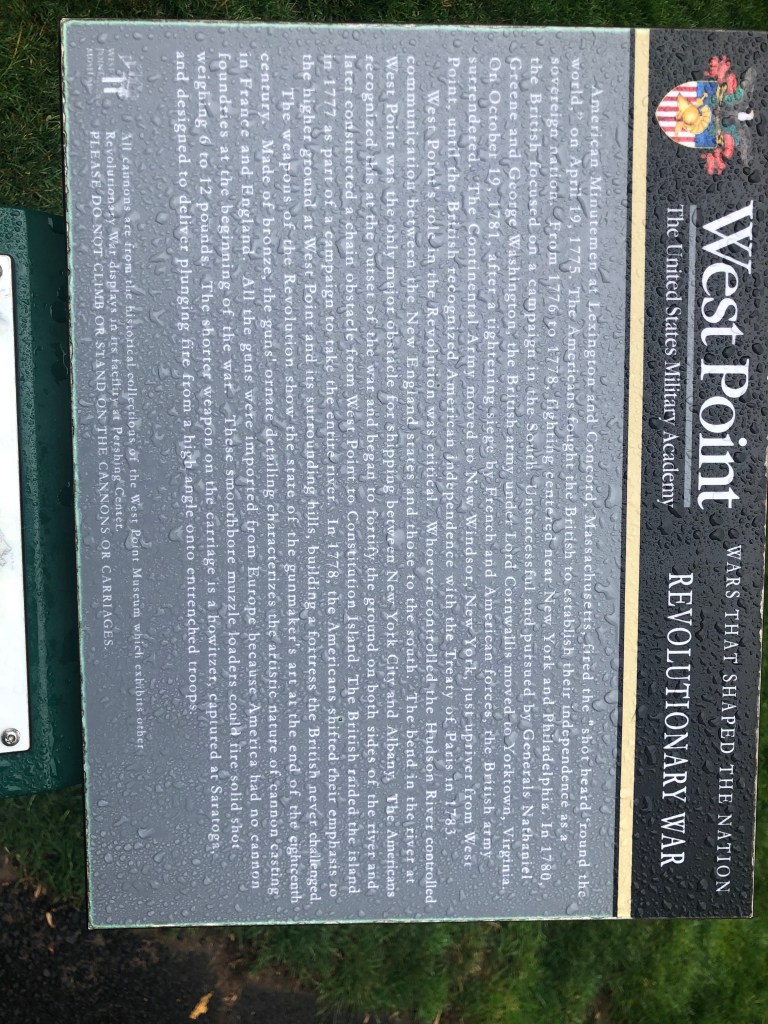 West Point
The United States Military Academy
WARS THAT SHAPED THE NATION
REVOLUTIONARY WAR
American Minutemen at Lexington and Concord, Massachusetts, fired the "shot heard 'round the
world," on April 19, 1775. The Americans fought the British to establish their independence as a
sovereign nation. From 1776 to 1778, fighting centered near New York and Philadelphia. In 1780,
the British focused on a campaign in the South. Unsuccessful and pursued by Generals Nathaniel
Greene and George Washington, the British army under Lord Cornwallis moved to Yorktown, Virginia.
On October 19, 1781, after a tightening siege by French and American forces, the British army
surrendered. The Continental Army moved to New Windsor, New York, just upriver from West
Point, until the British recognized American Independence with the Treaty of Paris in 1783.
West Point's role in the Revolution was critical. Whoever controlled the Hudson River controlled
communication between the New England states and those to the south. The bend in the river at
West Point was the only major obstacle for shipping between New York City and Albany. The Americans
recognized this at the outset of the war and began to fortify the ground on both sides of the river and
later constructed a chain obstacle from West Point to Constitution Island. The British raided the island
in 1777 as part of a campaign to take the entire river. In 1778, the Americans shifted their emphasis to
the higher ground at West Point and its surrounding hills, building a fortress the British never challenged.
The weapons of the Revolution show the state of the gunmaker's art at the end of the eighteenth
century. Made of bronze, the guns' ornate detailing characterizes the artistic nature of cannon casting
in France and England. All the guns were imported from Europe because America had no cannon
foundries at the beginning of the war. These smoothbore muzzle loaders could fire solid shot
weighing 6 to 12 pounds. The shorter weapon on the carriage is a howitzer, captured at Saratoga,
and designed to deliver plunging fire from a high angle onto entrenched troops.
WEST
POINT
MUSEUM
All cannons are from the historical collections of the West Point Museum which exhibits other
Revolutionary War displays in its facility at Pershing Center.
PLEASE DO NOT CLIMB OR STAND ON THE CANNONS OR CARRIAGES.